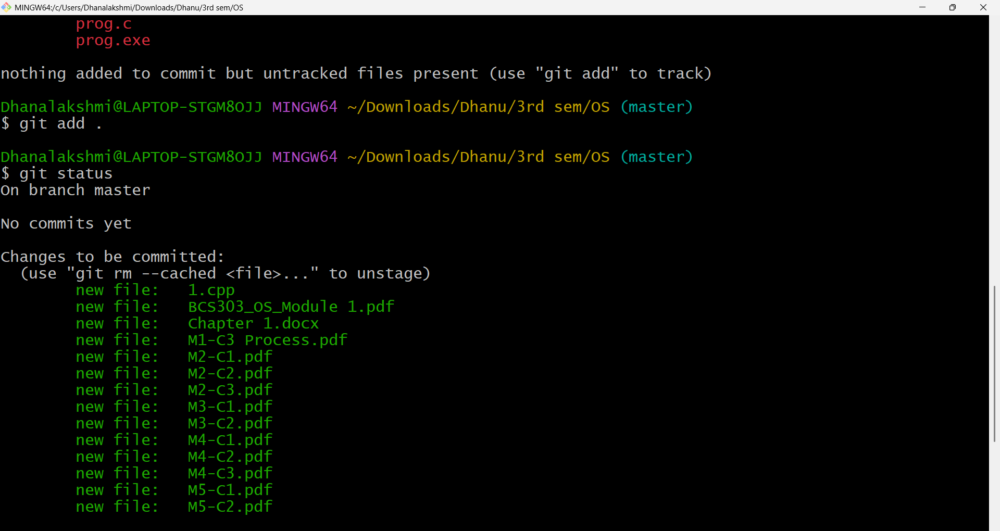 MINGW64:/c/Users/Dhanalakshmi/Downloads/Dhanu/3rd sem/OS
prog.c
prog.exe
nothing added to commit but untracked files present (use "git add" to track)
Dhanalakshmi@LAPTOP-STGM8OJJ MINGW64 ~/Downloads/Dhanu/3rd sem/OS (master)
$ git add .
Dhanalakshmi@LAPTOP-STGM8OJJ MINGW64 ~/Downloads/Dhanu/3rd sem/OS (master)
$ git status
On branch master
No commits yet
Changes to be committed:
(use "git rm --cached <file>..." to unstage)
new file: 1.cpp
new file: BCS303_OS_Module 1.pdf
new file: Chapter 1.docx
new file: M1-C3 Process.pdf
new file: M2-C1.pdf
new file: M2-C2.pdf
new file: M2-C3.pdf
new file: M3-C1.pdf
new file: M3-C2.pdf
new file: M4-C1.pdf
new file: M4-C2.pdf
new file: M4-C3.pdf
new file: M5-C1.pdf
new file: M5-C2.pdf